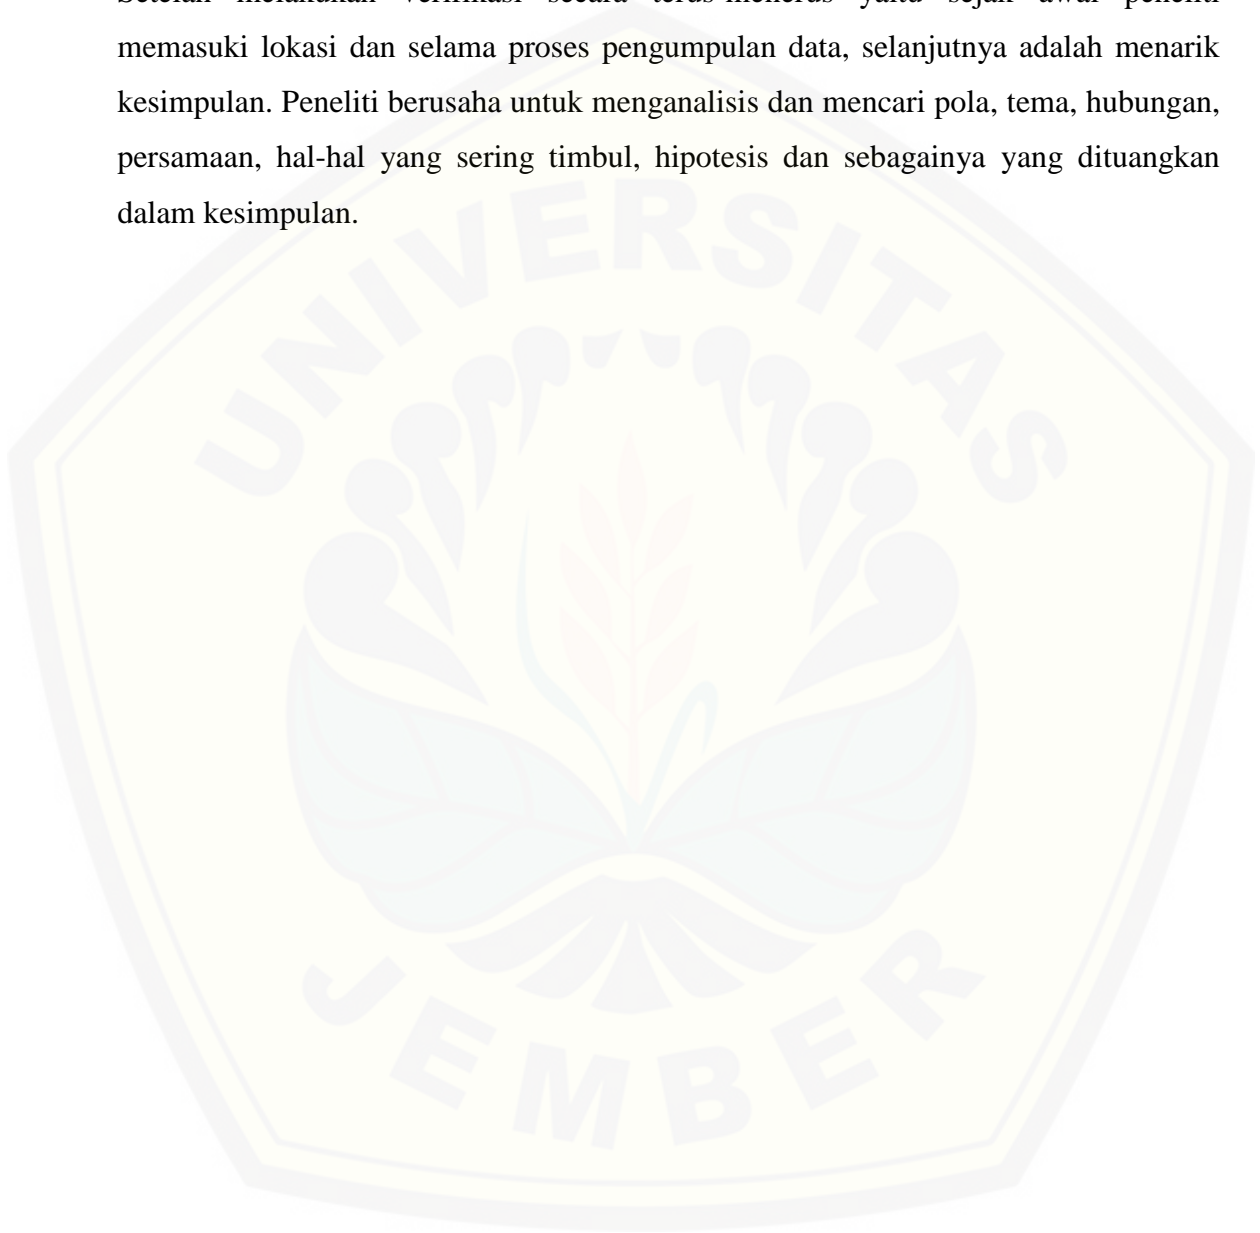 Setelah melakukan verifikasi secara terus-menerus yaitu sejak awal peneliti
memasuki lokasi dan selama proses pengumpulan data, selanjutnya adalah menarik
kesimpulan. Peneliti berusaha untuk menganalisis dan mencari pola, tema, hubungan,
persamaan, hal-hal yang sering timbul, hipotesis dan sebagainya yang dituangkan
dalam kesimpulan.
UNIVERSITAS
JEMBER